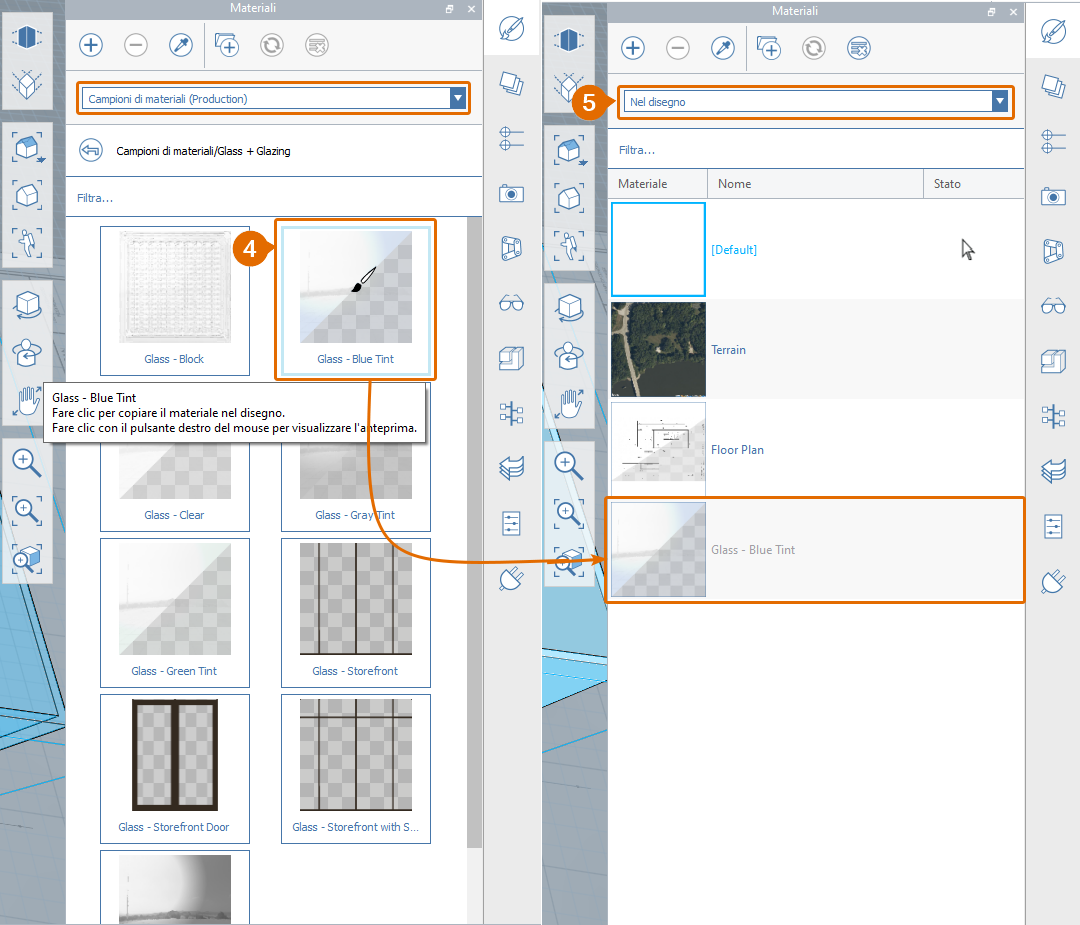 Materiali
Campioni di materiali (Production)
Campioni di materiali/Glass + Glazing
Filtra...
4
Glass - Block
Glass - Blue Tint
Glass - Blue Tint
Fare clic per copiare il materiale nel disegno.
Fare clic con il pulsante destro del mouse per visualizzare l'anteprima.
Glass - Clear
Glass - Gray Tint
Glass - Green Tint
Glass - Storefront
Glass - Storefront Door
Glass - Storefront with S...
Materiali
5
Nel disegno
Filtra...
Materiale Nome Stato
[Default]
Terrain
Floor Plan
Glass - Blue Tint